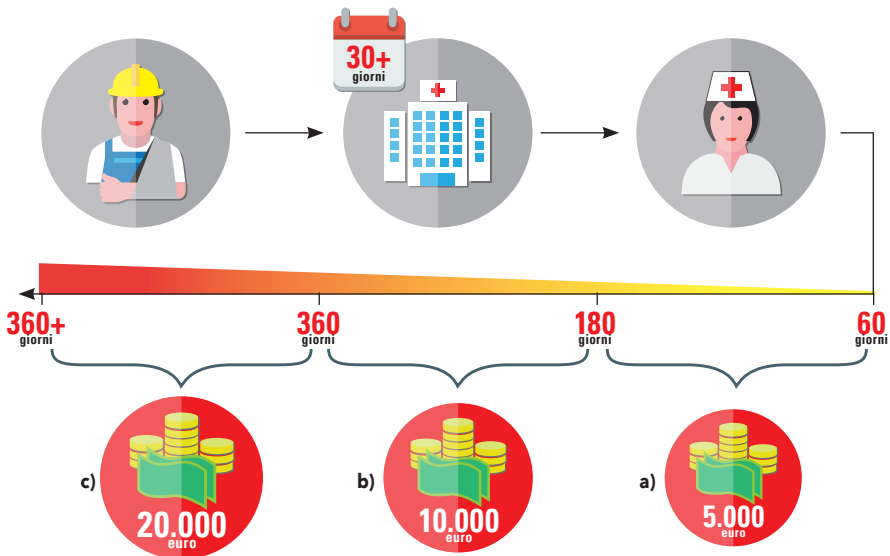 30+
giorni
360+
giorni
360
giorni
180
giorni
60
giorni
c)
20.000
euro
b)
10.000
euro
a)
5.000
euro